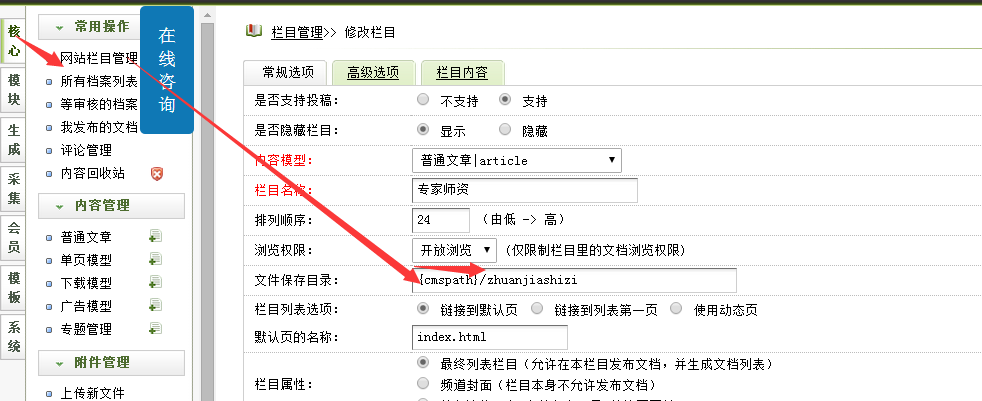 核心
模块
生成
采集
会员
模板
系统
常用操作
网站栏目管理
所有档案列表
等审核的档案
我发布的文档
评论管理
内容回收站
内容管理
普通文章
单页模型
下载模型
广告模型
专题管理
附件管理
上传新文件
在线咨询
栏目管理>> 修改栏目
常规选项 高级选项 栏目内容
是否支持投稿： 不支持 支持
是否隐藏栏目： 显示 隐藏
内容模型： 普通文章|article
栏目名称： 专家师资
排列顺序： 24 （由低 -> 高）
浏览权限： 开放浏览 (仅限制栏目里的文档浏览权限)
文件保存目录： {cmspath}/zhuanjiashizi
栏目列表选项： 链接到默认页 链接到列表第一页 使用动态页
默认页的名称： index.html
最终列表栏目（允许在本栏目发布文档，并生成文档列表）
栏目属性： 频道封面（栏目本身不允许发布文档）